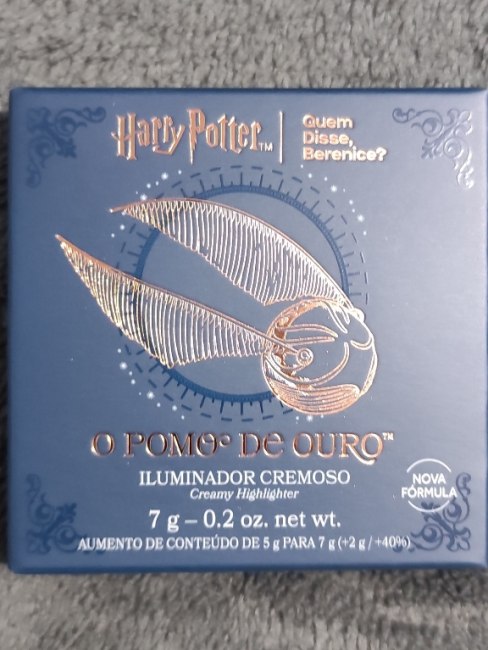 Harry Potter™
Quem
Disse,
Berenice?
O POMO DE OURO™
ILUMINADOR CREMOSO
Creamy Highlighter
NOVA
FÓRMULA
7 g – 0.2 oz. net wt.
AUMENTO DE CONTEÚDO DE 5 g PARA 7 g (+2 g / +40%)